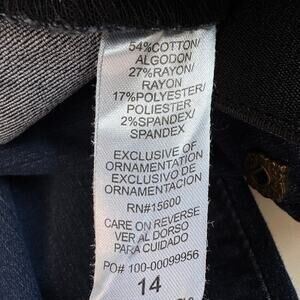 54%COTTON/
ALGODON
27%RAYON/
RAYON
17%POLYESTER/
POLIESTER
2%SPANDEX/
SPANDEX
EXCLUSIVE OF
ORNAMENTATION
EXCLUSIVO DE
ORNAMENTACION
RN#15600
CARE ON REVERSE
VER AL DORSO
PARA CUIDADO
PO# 100-00099956
14